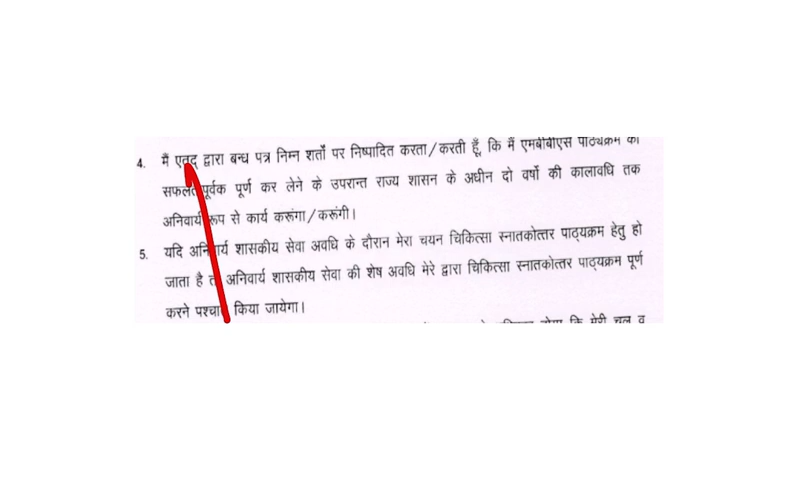 4. मैं एतद् द्वारा बन्ध पत्र निम्न शर्तों पर निष्पादित करता/करती हूँ, कि मैं एमबीबीएस पाठ्यक्रम को
सफलतापूर्वक पूर्ण कर लेने के उपरान्त राज्य शासन के अधीन दो वर्षो की कालावधि तक
अनिवार्य रूप से कार्य करूंगा/करूंगी।
5. यदि अनिवार्य शासकीय सेवा अवधि के दौरान मेरा चयन चिकित्सा स्नातकोत्तर पाठ्यक्रम हेतु हो
जाता है तो अनिवार्य शासकीय सेवा की शेष अवधि मेरे द्वारा चिकित्सा स्नातकोत्तर पाठ्यक्रम पूर्ण
करने पश्चात किया जायेगा।
कि मेरी चल व